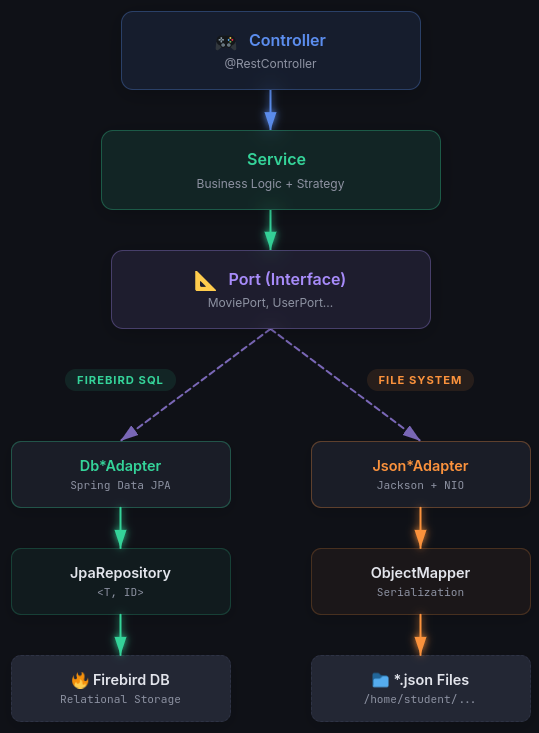 Controller
@RestController
Service
Business Logic + Strategy
Port (Interface)
MoviePort, UserPort...
FIREBIRD SQL
FILE SYSTEM
Db*Adapter
Spring Data JPA
Json*Adapter
Jackson + NIO
JpaRepository
<T, ID>
ObjectMapper
Serialization
Firebird DB
Relational Storage
*.json Files
/home/student/...